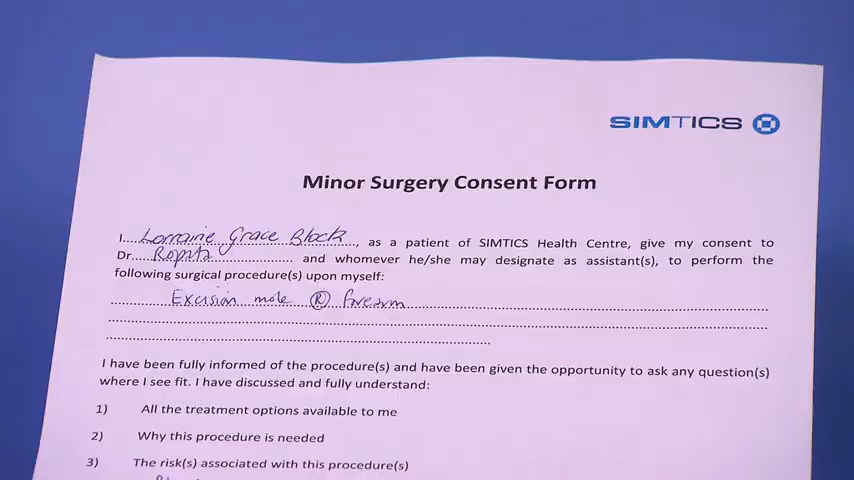 SIMTICS
Minor Surgery Consent Form
I....Lorraine Grace Block..., as a patient of SIMTICS Health Centre, give my consent to
Dr.................... and whomever he/she may designate as assistant(s), to perform the
following surgical procedure(s) upon myself:
Excision mole Ⓡ forearm
I have been fully informed of the procedure(s) and have been given the opportunity to ask any question(s)
where I see fit. I have discussed and fully understand:
1) All the treatment options available to me
2) Why this procedure is needed
3) The risk(s) associated with this procedure(s)